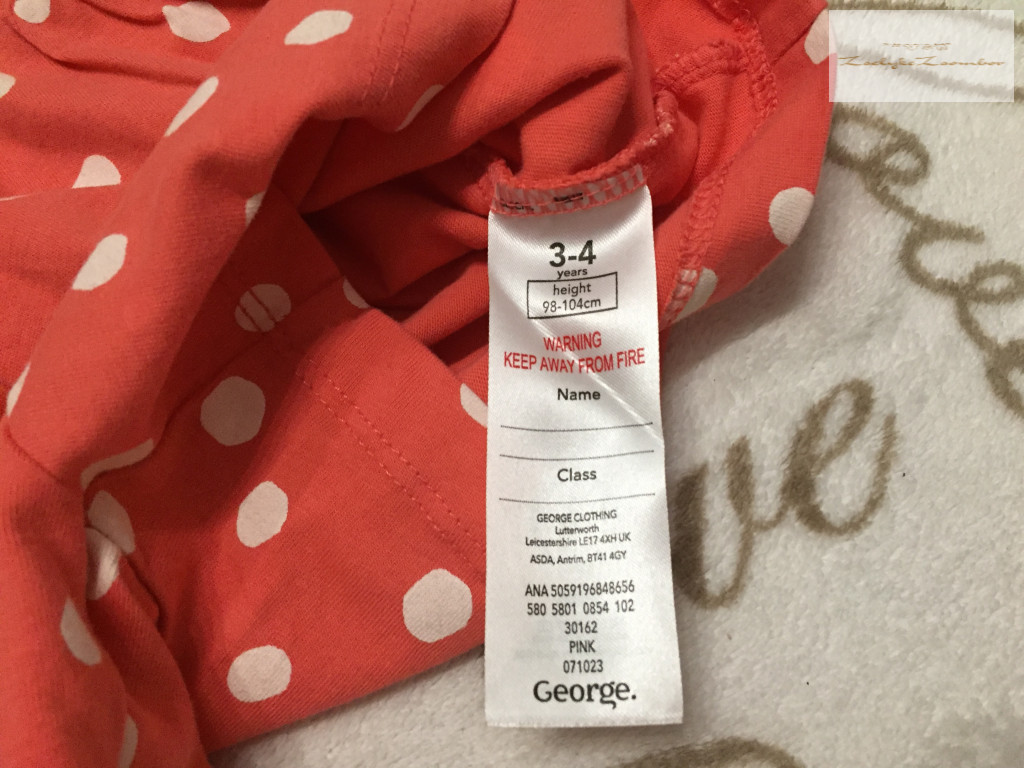 3-4
years
height
98-104cm
WARNING
KEEP AWAY FROM FIRE
Name
Class
GEORGE CLOTHING
Lutterworth
Leicestershire LE17 4XH UK
ASDA, Antrim, BT41 4GY
ANA 5059196848656
580 5801 0854 102
30162
PINK
071023
George.